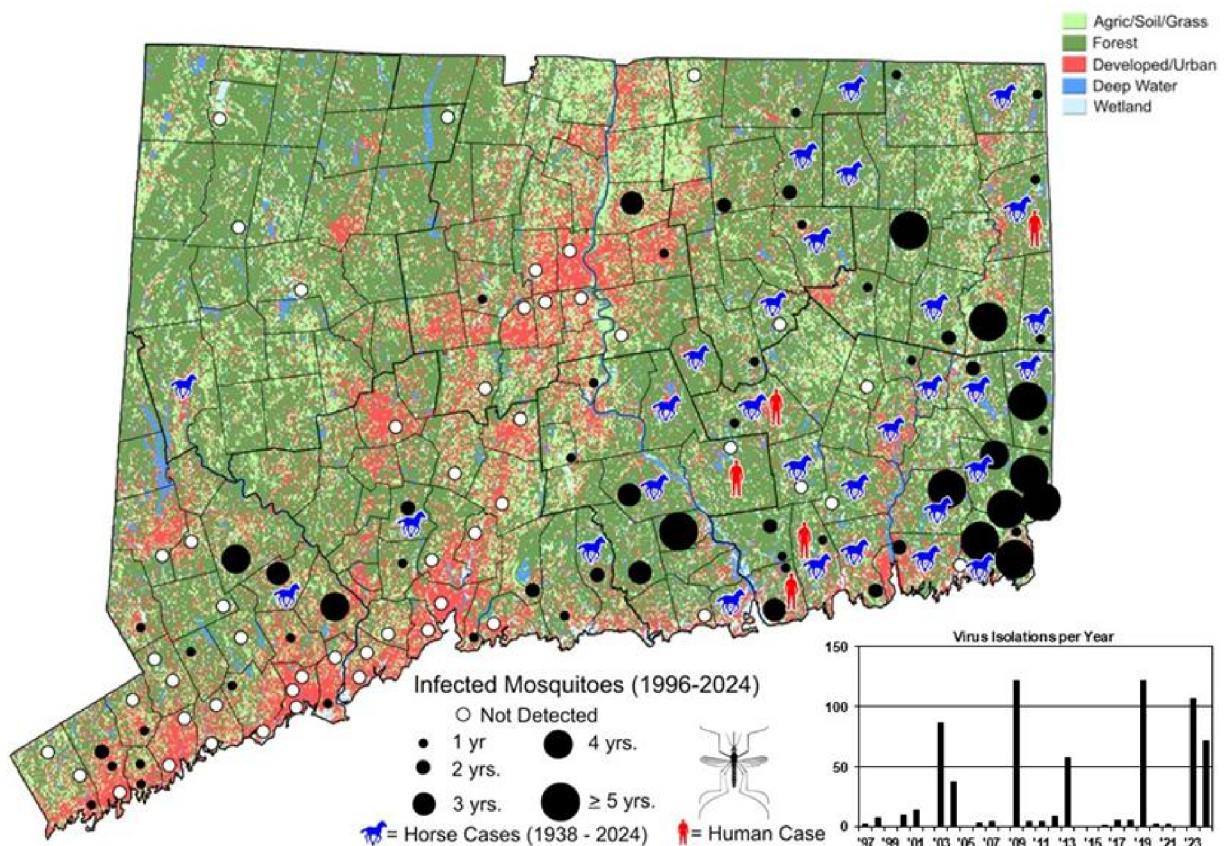 Agric/Soil/Grass
Forest
Developed/Urban
Deep Water
Wetland
Infected Mosquitoes (1996-2024)
Not Detected
1 yr
2 yrs.
3 yrs.
4 yrs.
≥ 5 yrs.
= Horse Cases (1938 - 2024)
= Human Case
Virus Isolations per Year
150
100
50
0
'97 '99 '01 '03 '05 '07 '09 '11 '13 '15 '17 '19 '21 '23